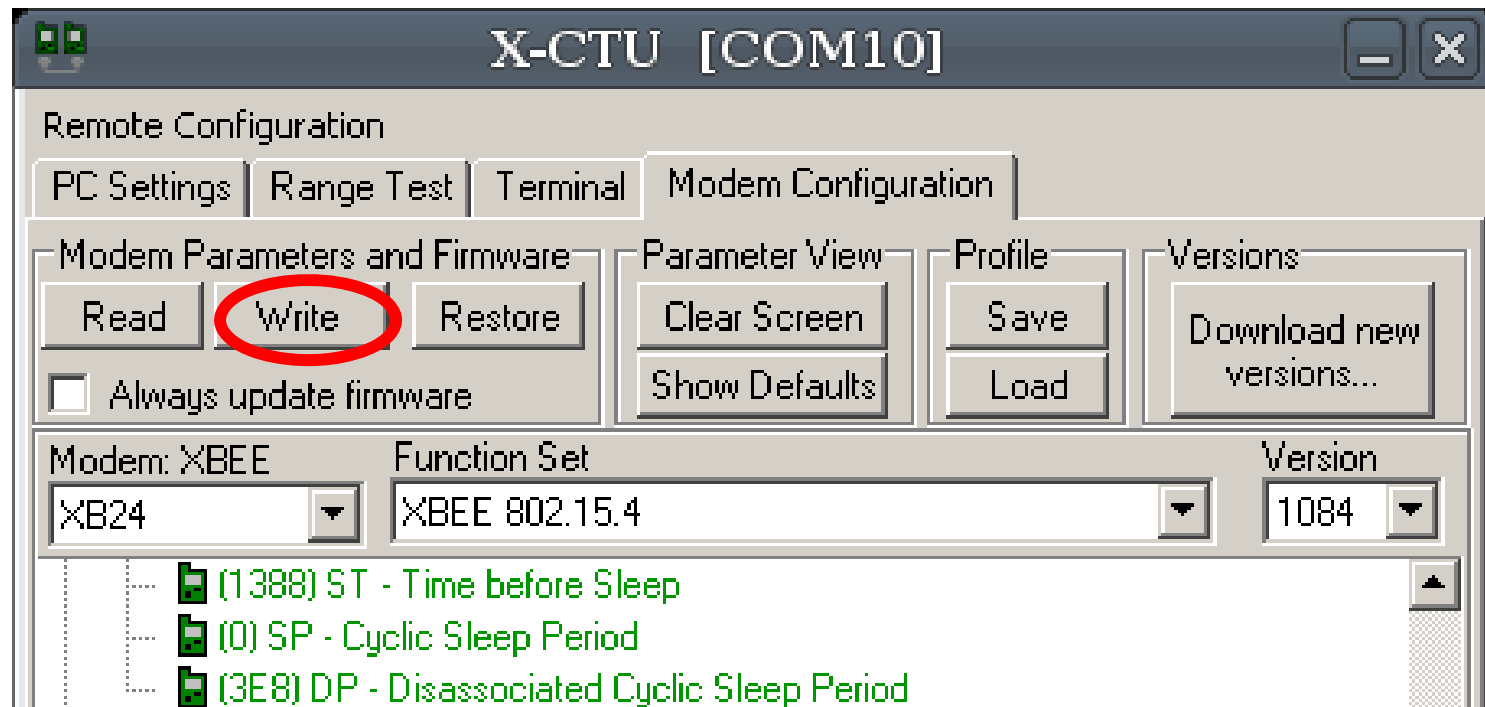 X-CTU [COM10]
Remote Configuration
PC Settings Range Test Terminal Modem Configuration
Modem Parameters and Firmware Parameter View Profile Versions
Read Write Restore Clear Screen Save Download new versions...
Always update firmware Show Defaults Load
Modem: XBEE Function Set Version
XB24 XBEE 802.15.4 1084
(1388) ST - Time before Sleep
(0) SP - Cyclic Sleep Period
(3E8) DP - Disassociated Cyclic Sleep Period